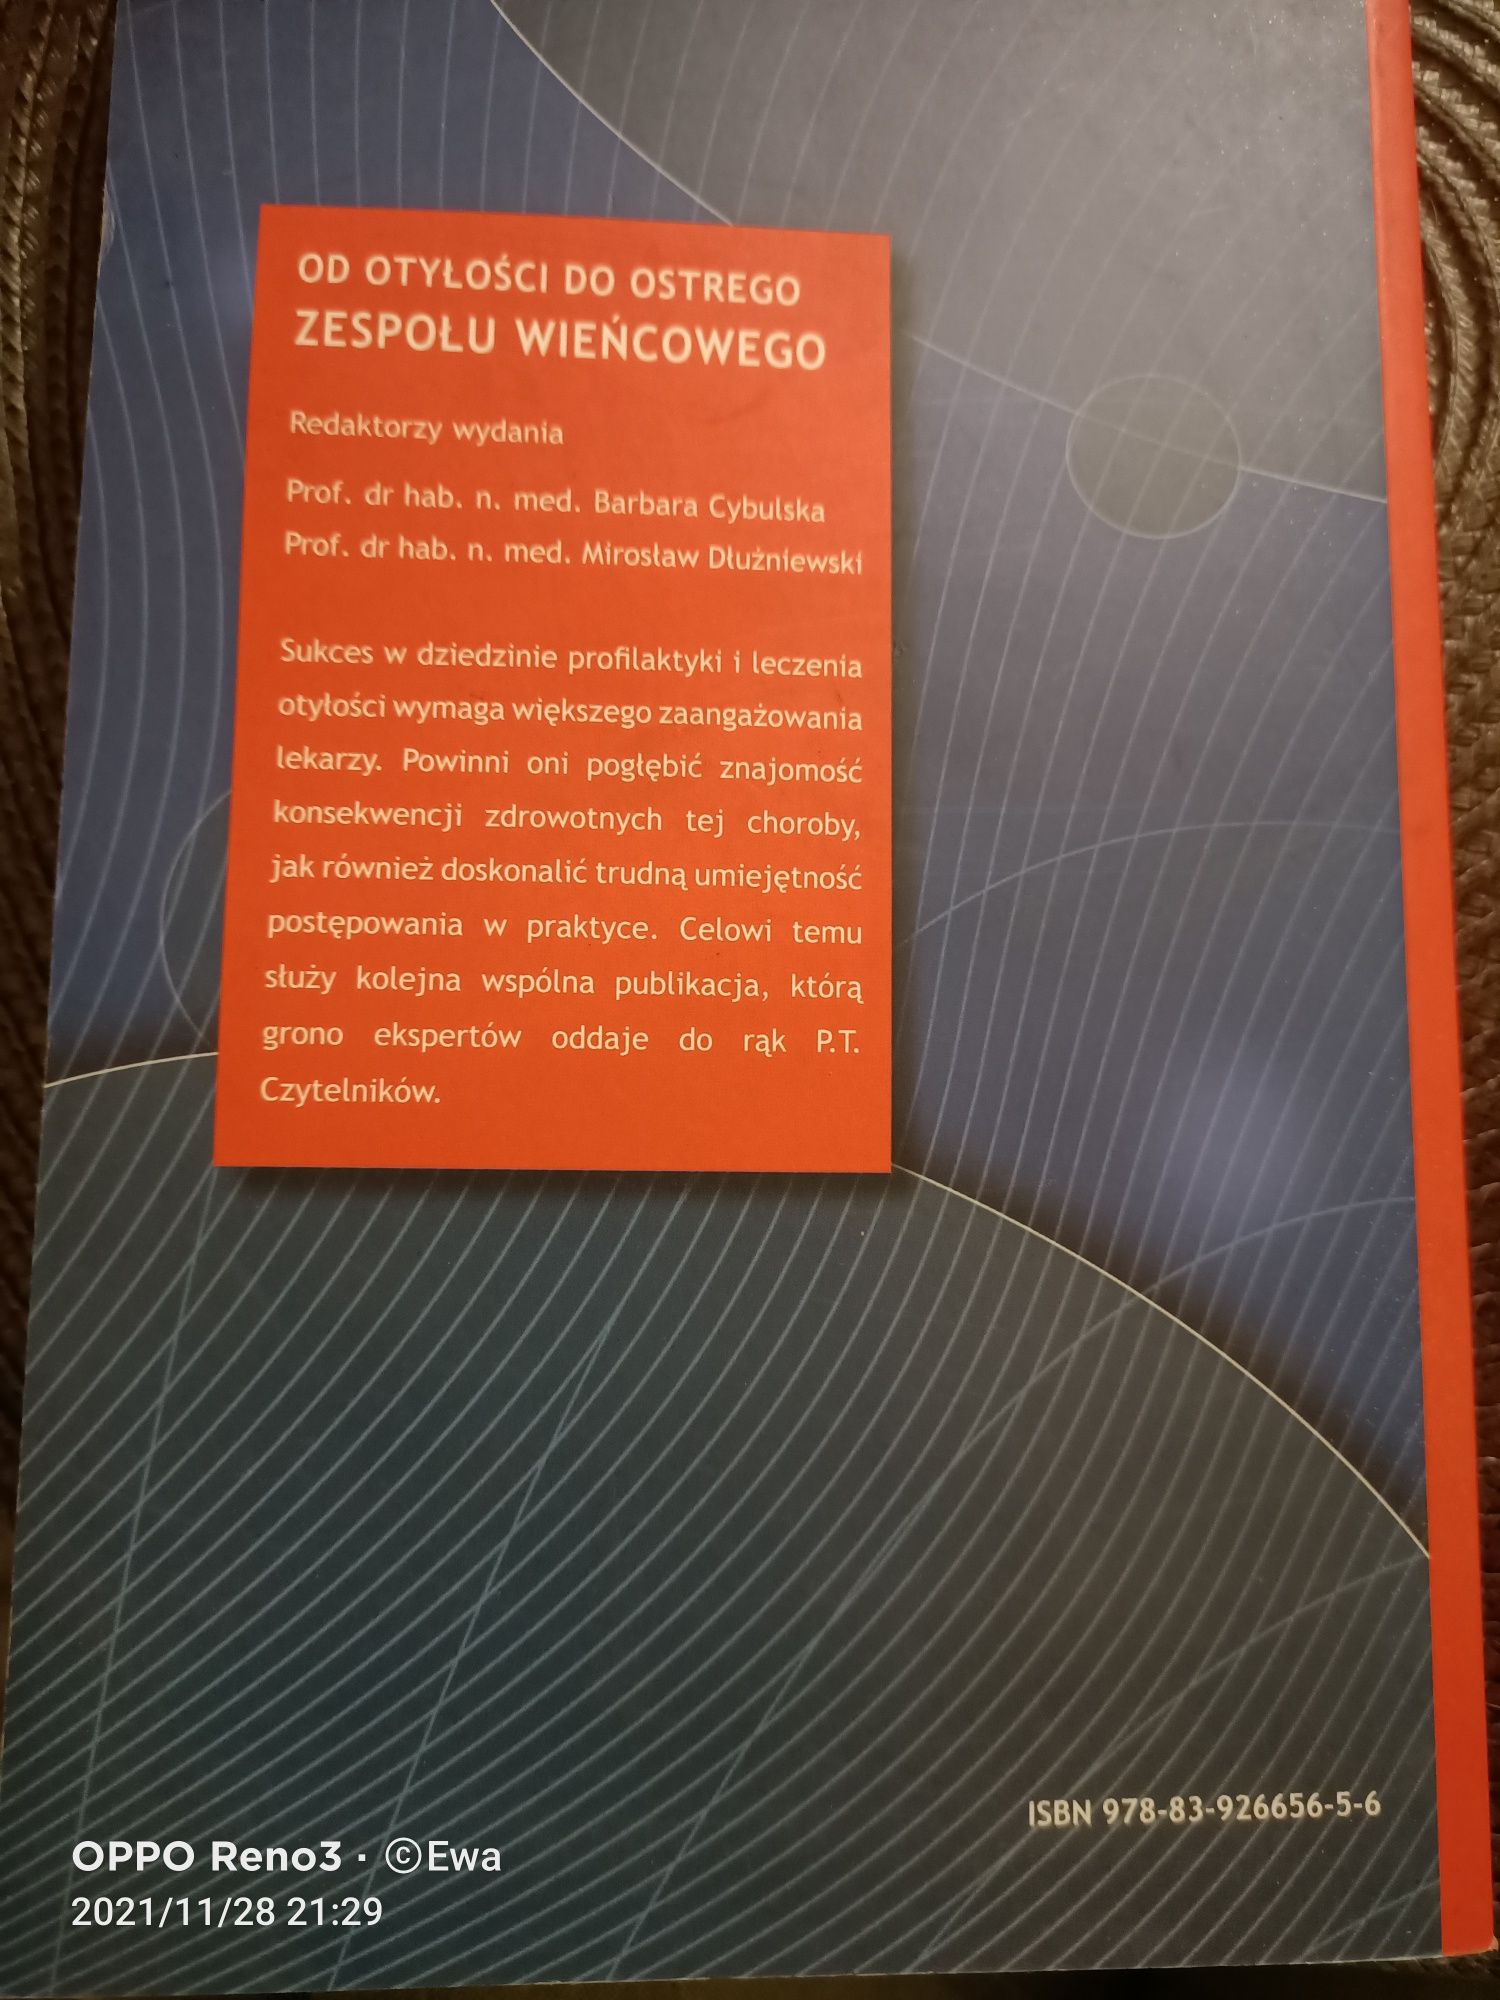 OD OTYŁOŚCI DO OSTREGO
ZESPOŁU WIEŃCOWEGO
Redaktorzy wydania
Prof. dr hab. n. med. Barbara Cybulska
Prof. dr hab. n. med. Mirosław Dłużniewski
Sukces w dziedzinie profilaktyki i leczenia
otyłości wymaga większego zaangażowania
lekarzy. Powinni oni pogłębić znajomość
konsekwencji zdrowotnych tej choroby,
jak również doskonalić trudną umiejętność
postępowania w praktyce. Celowi temu
służy kolejna wspólna publikacja, którą
grono ekspertów oddaje do rąk P.T.
Czytelników.
ISBN 978-83-926656-5-6
OPPO Reno3 · ©Ewa
2021/11/28 21:29